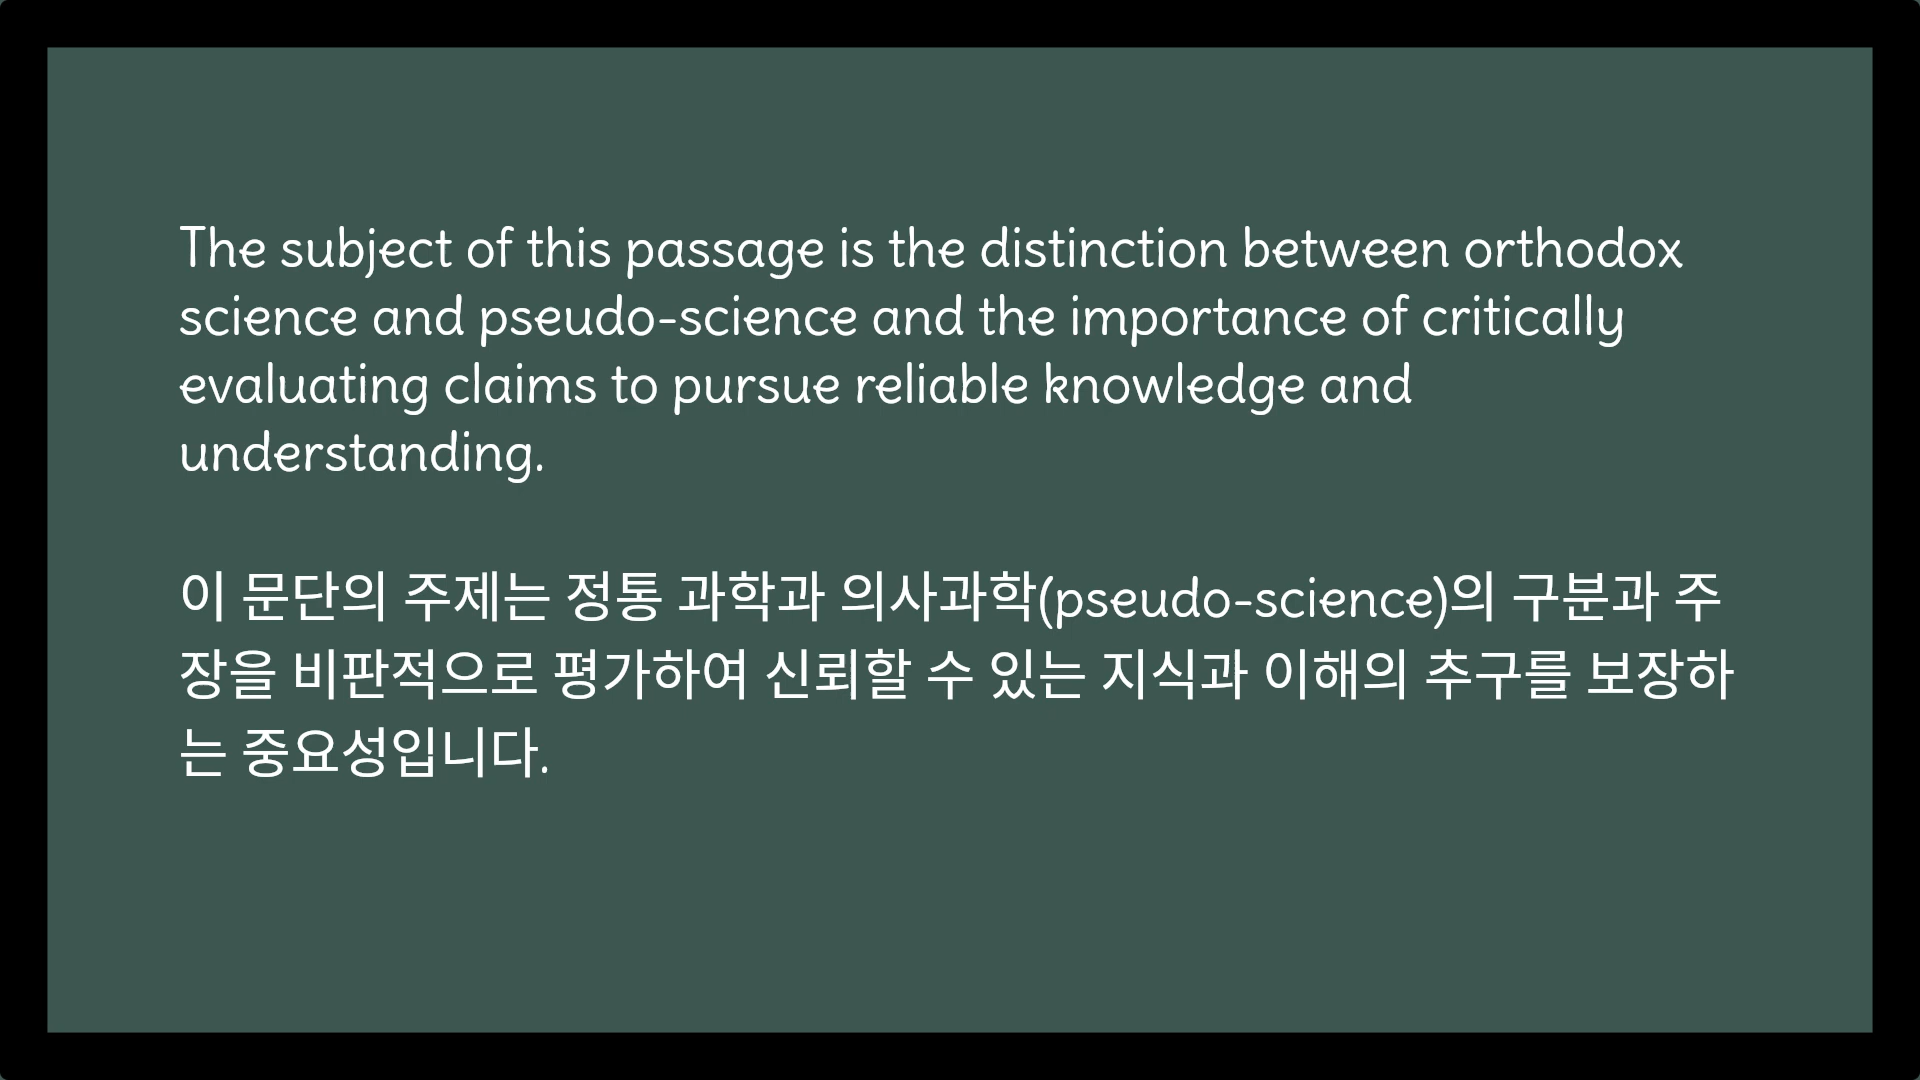 The subject of this passage is the distinction between orthodox
science and pseudo-science and the importance of critically
evaluating claims to pursue reliable knowledge and
understanding.
이 문단의 주제는 정통 과학과 의사과학(pseudo-science)의 구분과 주
장을 비판적으로 평가하여 신뢰할 수 있는 지식과 이해의 추구를 보장하
는 중요성입니다.